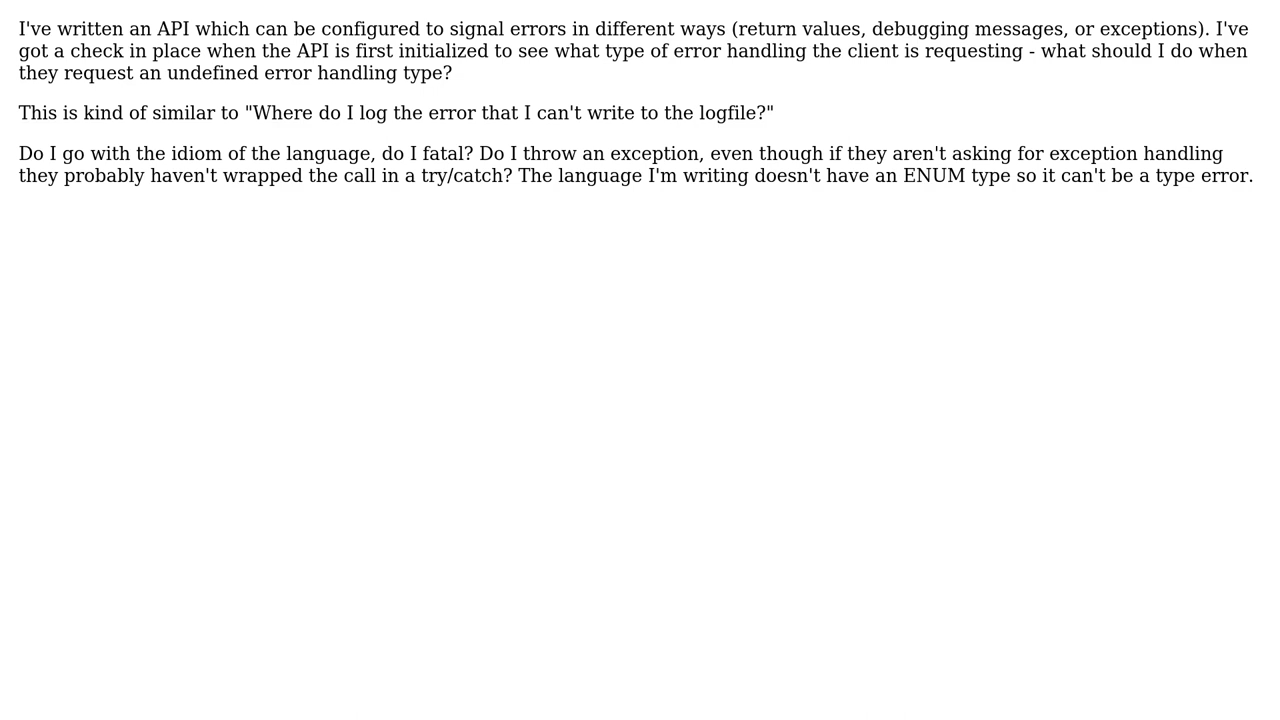 I've written an API which can be configured to signal errors in different ways (return values, debugging messages, or exceptions). I've
got a check in place when the API is first initialized to see what type of error handling the client is requesting - what should I do when
they request an undefined error handling type?
This is kind of similar to "Where do I log the error that I can't write to the logfile?"
Do I go with the idiom of the language, do I fatal? Do I throw an exception, even though if they aren't asking for exception handling
they probably haven't wrapped the call in a try/catch? The language I'm writing doesn't have an ENUM type so it can't be a type error.